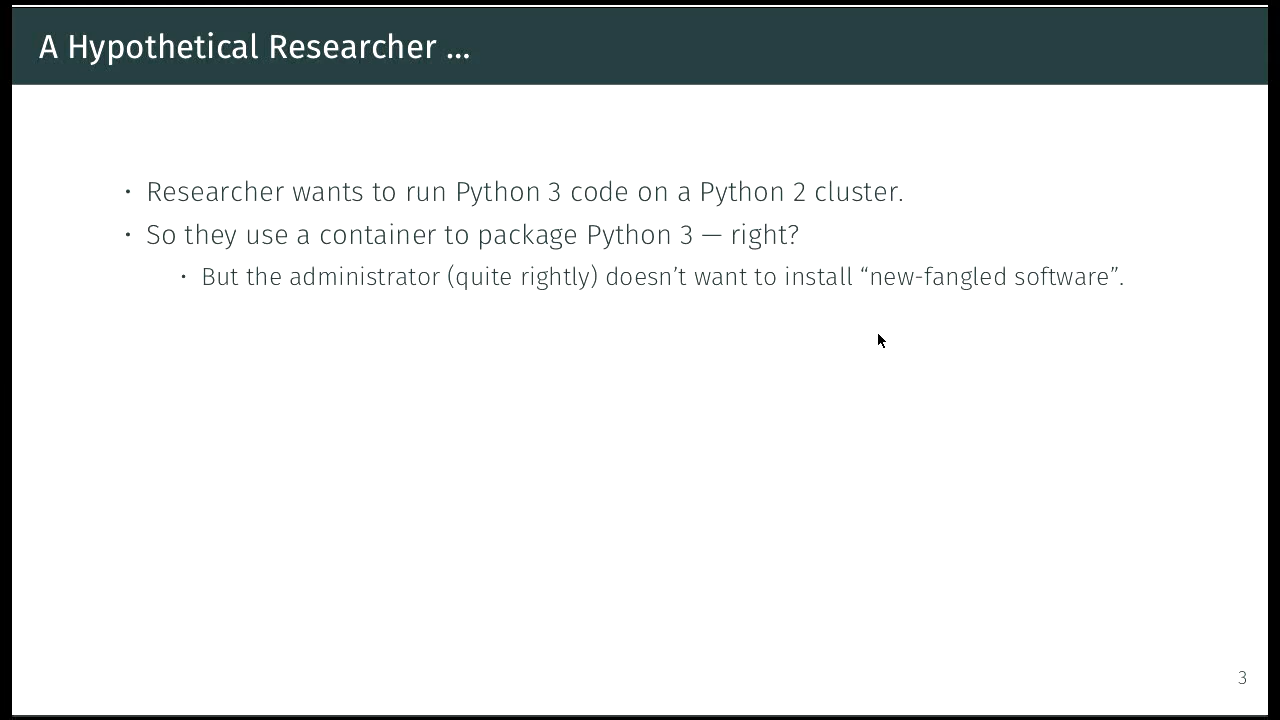 A Hypothetical Researcher ...
• Researcher wants to run Python 3 code on a Python 2 cluster.
• So they use a container to package Python 3 — right?
• But the administrator (quite rightly) doesn’t want to install “new-fangled software”.
3